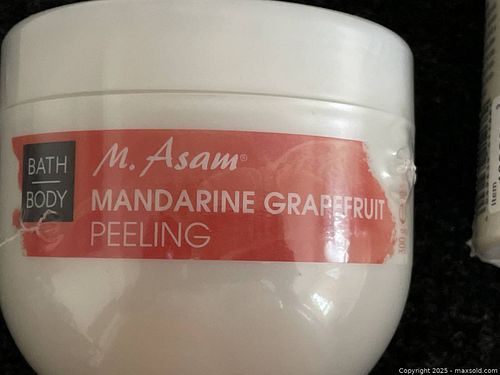 BATH
BODY
M. Asam®
MANDARINE GRAPEFRUIT
PEELING
Copyright 2025 - maxsold.com